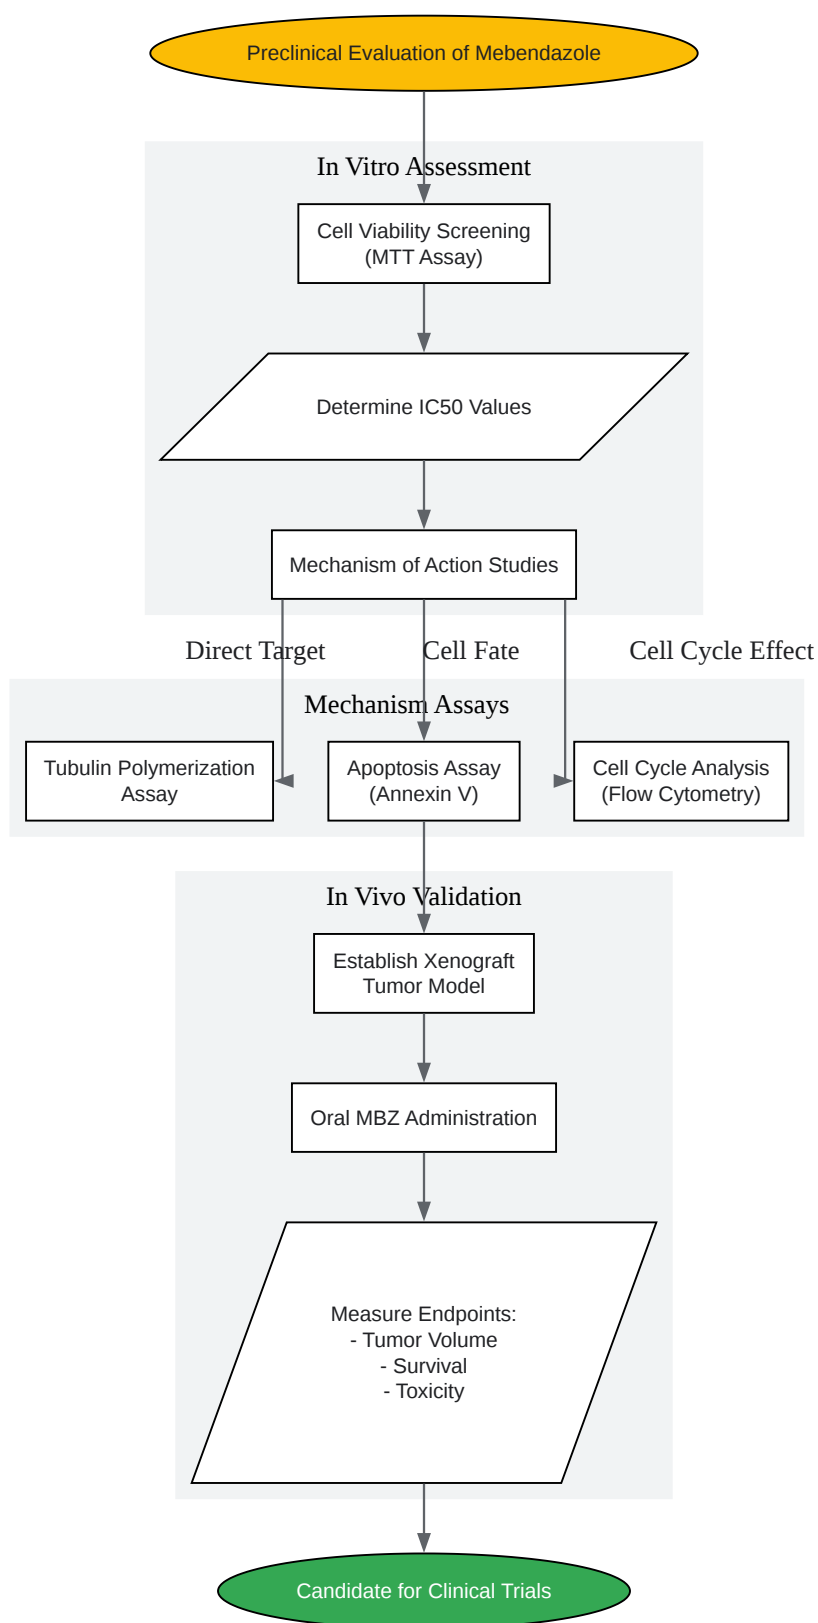 Preclinical Evaluation of Mebendazole
In Vitro Assessment
Cell Viability Screening
(MTT Assay)
Determine IC50 Values
Mechanism of Action Studies
Direct Target
Cell Fate
Cell Cycle Effect
Mechanism Assays
Tubulin Polymerization
Assay
Apoptosis Assay
(Annexin V)
Cell Cycle Analysis
(Flow Cytometry)
In Vivo Validation
Establish Xenograft
Tumor Model
Oral MBZ Administration
Measure Endpoints:
- Tumor Volume
- Survival
- Toxicity
Candidate for Clinical Trials